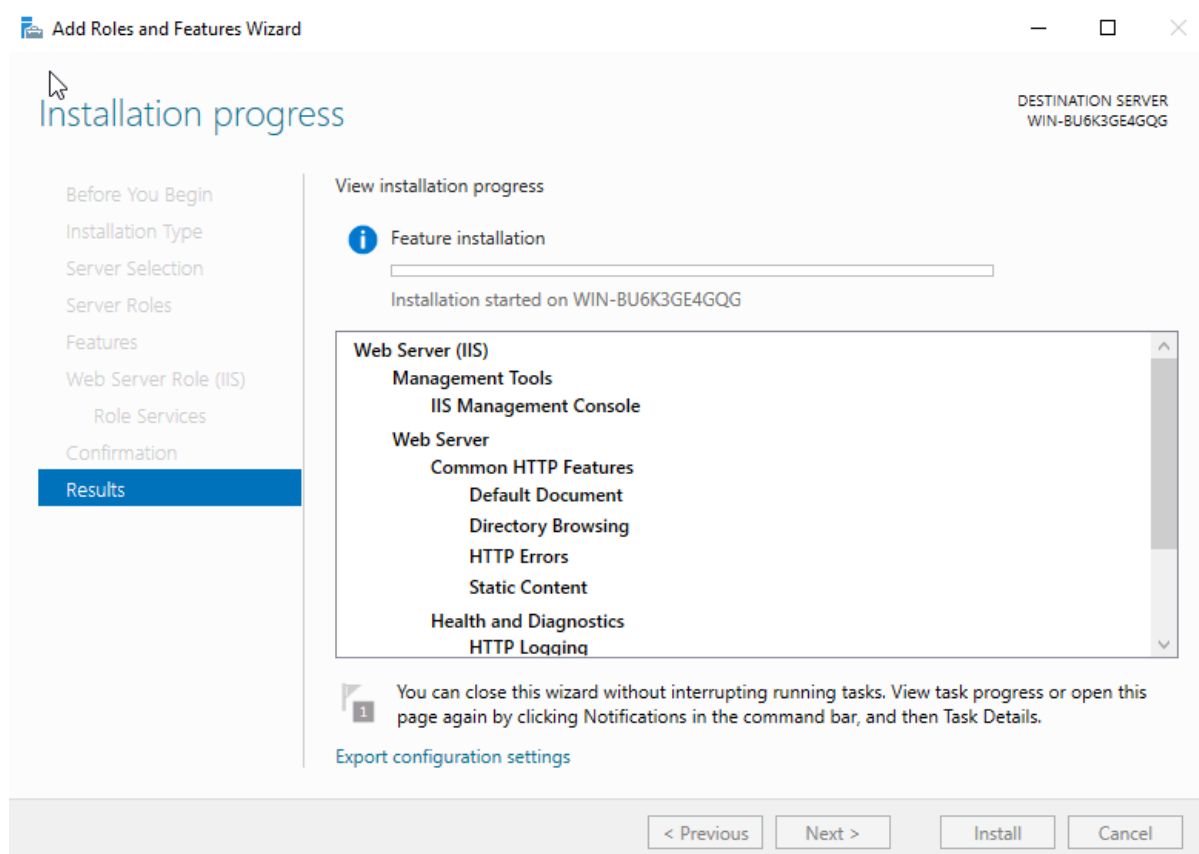 Add Roles and Features Wizard
Installation progress
DESTINATION SERVER
WIN-BU6K3GE4GQG
Before You Begin
Installation Type
Server Selection
Server Roles
Features
Web Server Role (IIS)
Role Services
Confirmation
Results
View installation progress
Feature installation
Installation started on WIN-BU6K3GE4GQG
Web Server (IIS)
Management Tools
IIS Management Console
Web Server
Common HTTP Features
Default Document
Directory Browsing
HTTP Errors
Static Content
Health and Diagnostics
HTTP Logging
1
You can close this wizard without interrupting running tasks. View task progress or open this
page again by clicking Notifications in the command bar, and then Task Details.
Export configuration settings
< Previous
Next >
Install
Cancel